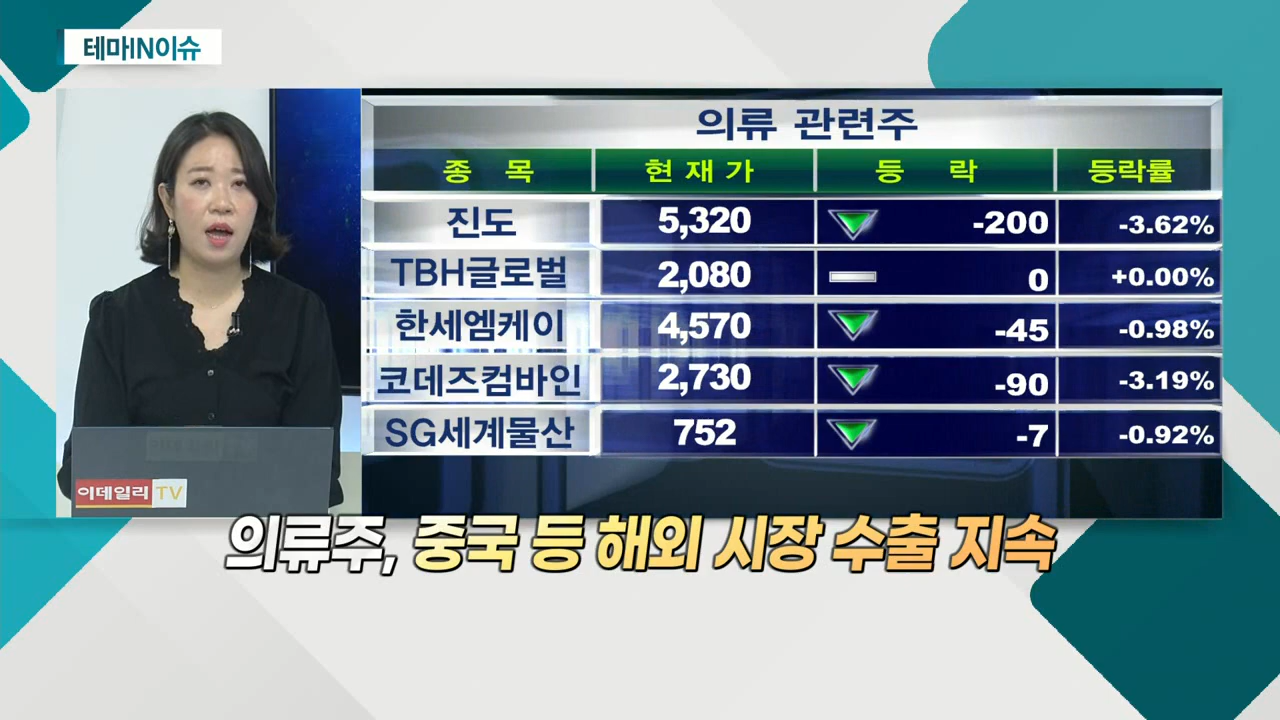 테마IN이슈
의류 관련주
종 목 현 재 가 등 락 등락률
진도 5,320 -200 -3.62%
TBH글로벌 2,080 0 +0.00%
한세엠케이 4,570 -45 -0.98%
코데즈컴바인 2,730 -90 -3.19%
SG세계물산 752 -7 -0.92%
이데일리 TV
의류주, 중국 등 해외 시장 수출 지속